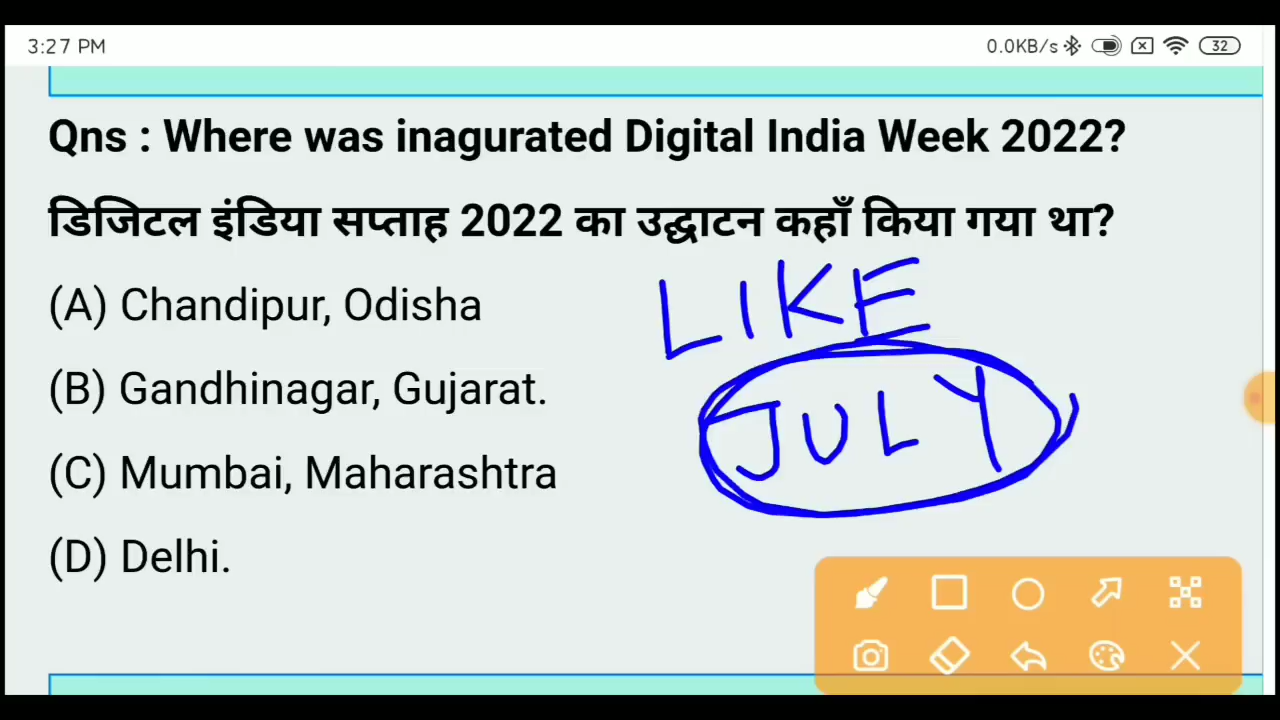 3:27 PM 0.0KB/s 32
Qns : Where was inagurated Digital India Week 2022?
डिजिटल इंडिया सप्ताह 2022 का उद्घाटन कहाँ किया गया था?
(A) Chandipur, Odisha
LIKE
(B) Gandhinagar, Gujarat.
JULY
(C) Mumbai, Maharashtra
(D) Delhi.